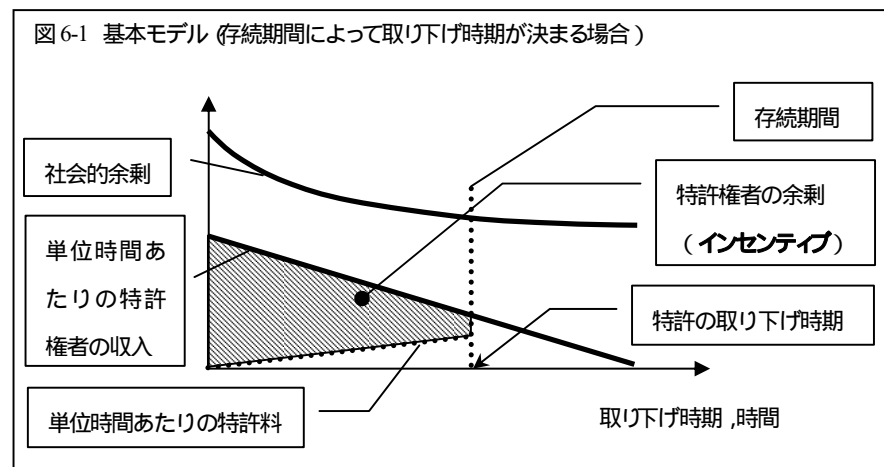 図 6-1 基本モデル（存続期間によって取り下げ時期が決まる場合）
存続期間
社会的余剰
特許権者の余剰
（インセンティブ）
単位時間あ
たりの特許
権者の収入
特許の取り下げ時期
単位時間あたりの特許料
取り下げ時期 ,時間